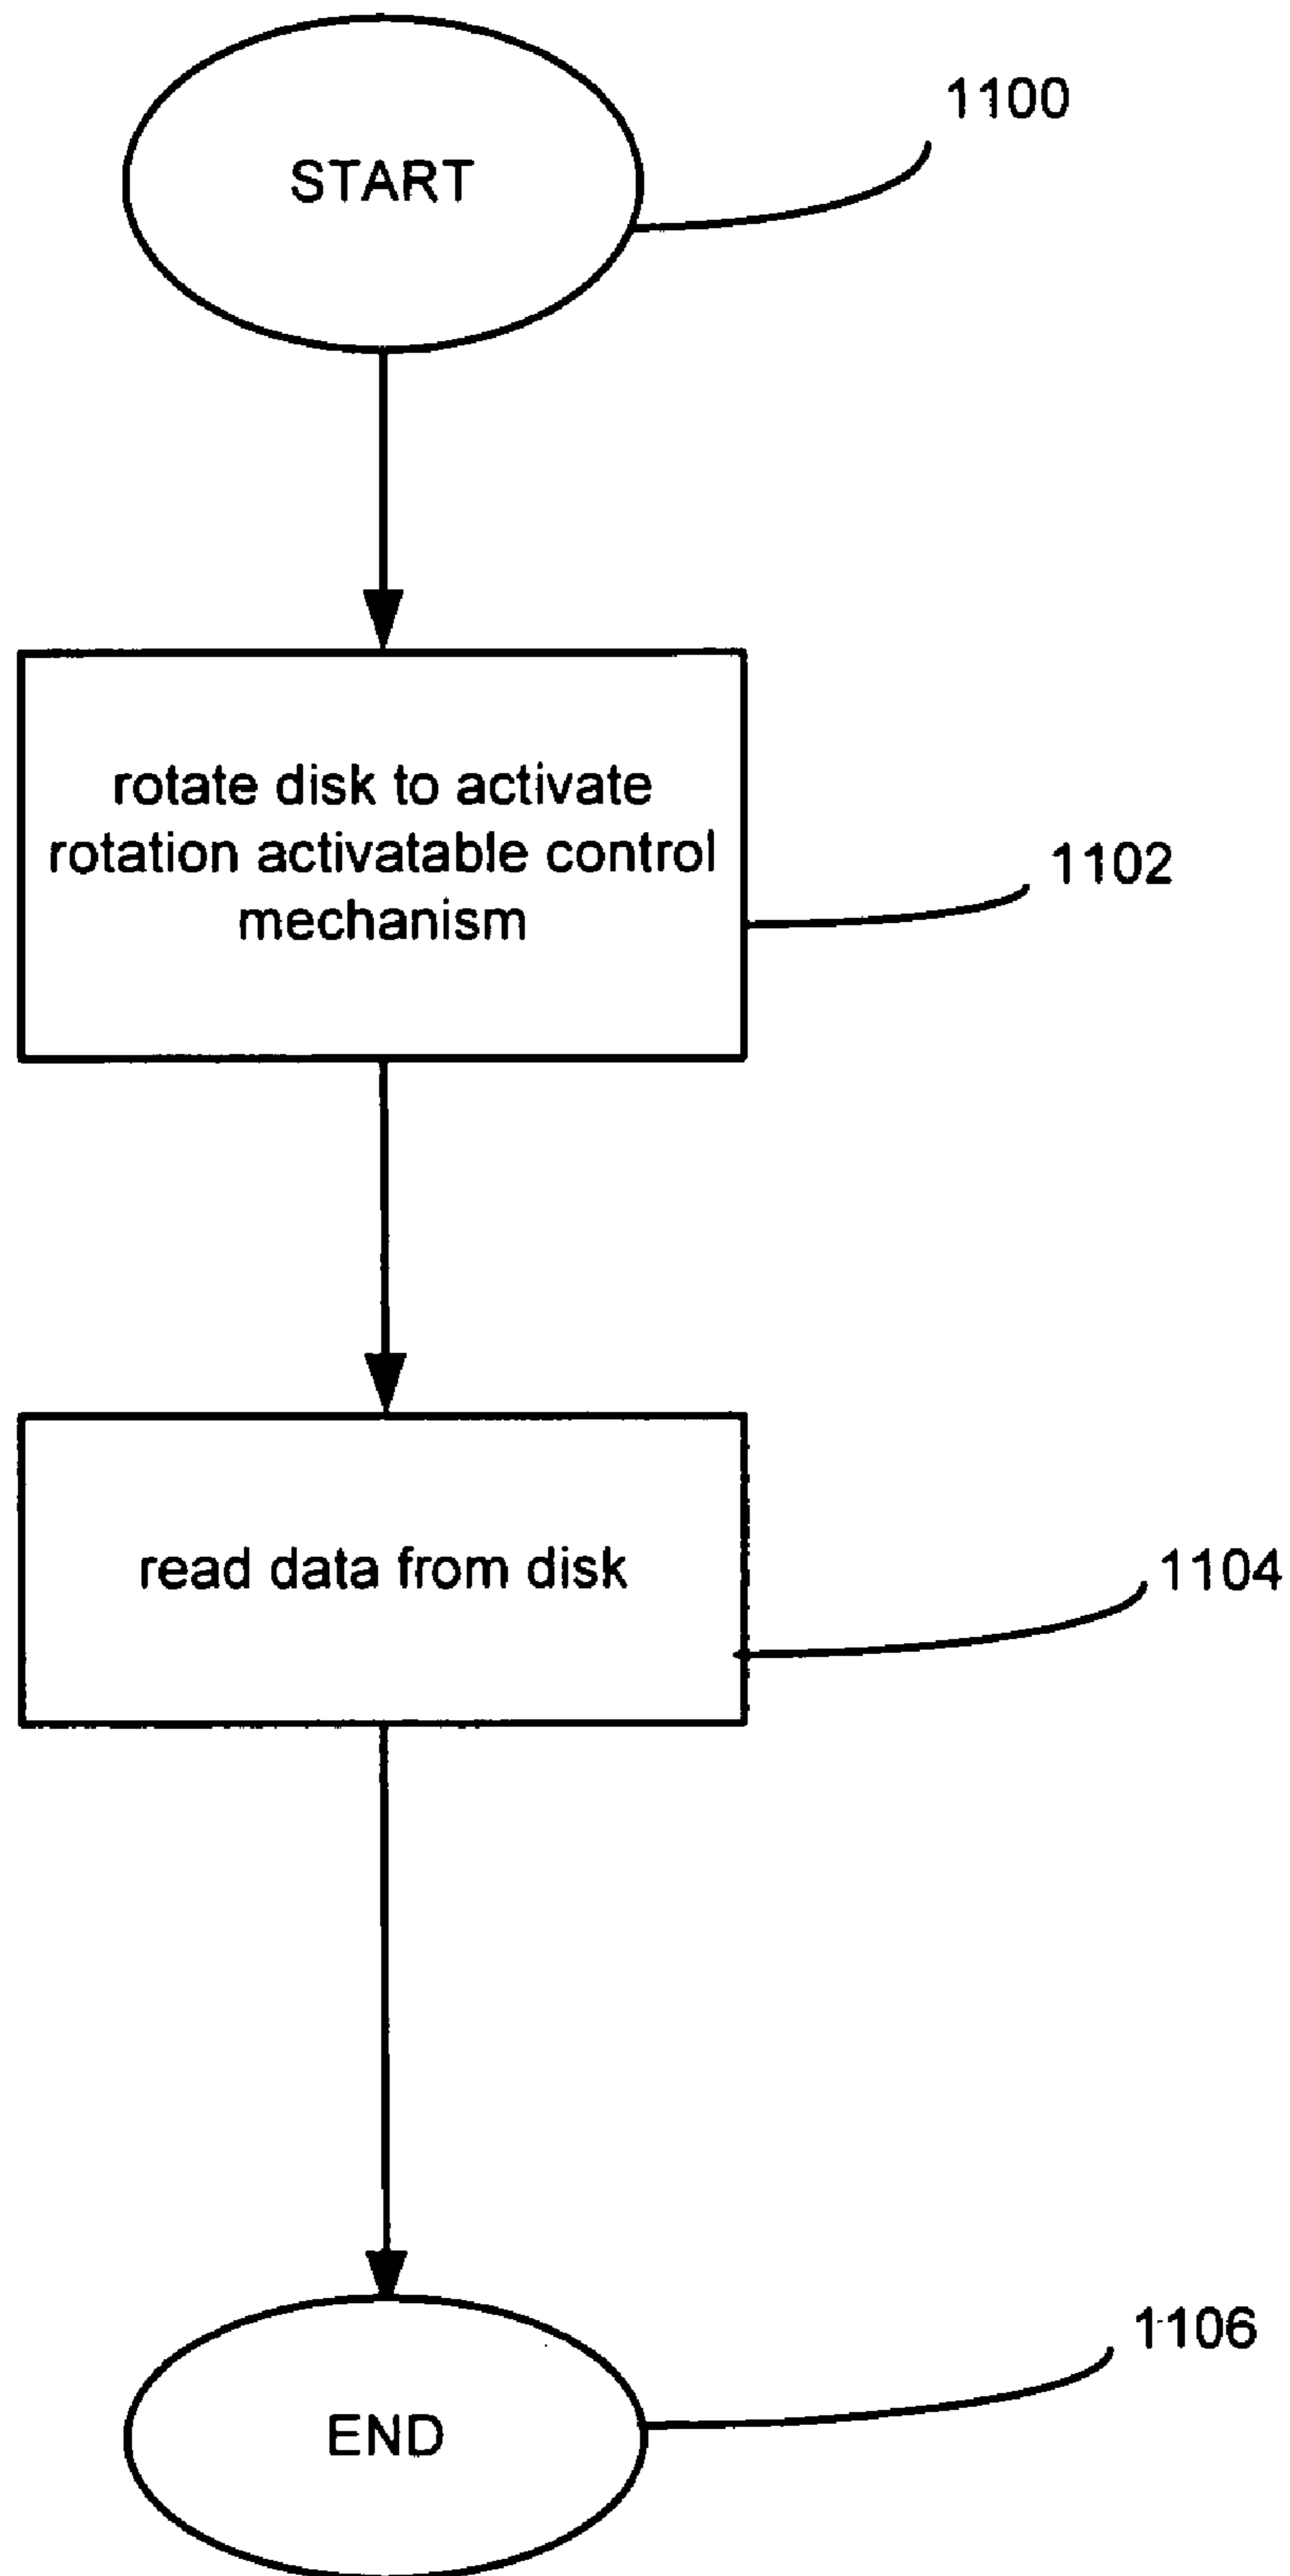 1100
START
rotate disk to activate
rotation activatable control
mechanism
1102
read data from disk
1104
1106
END